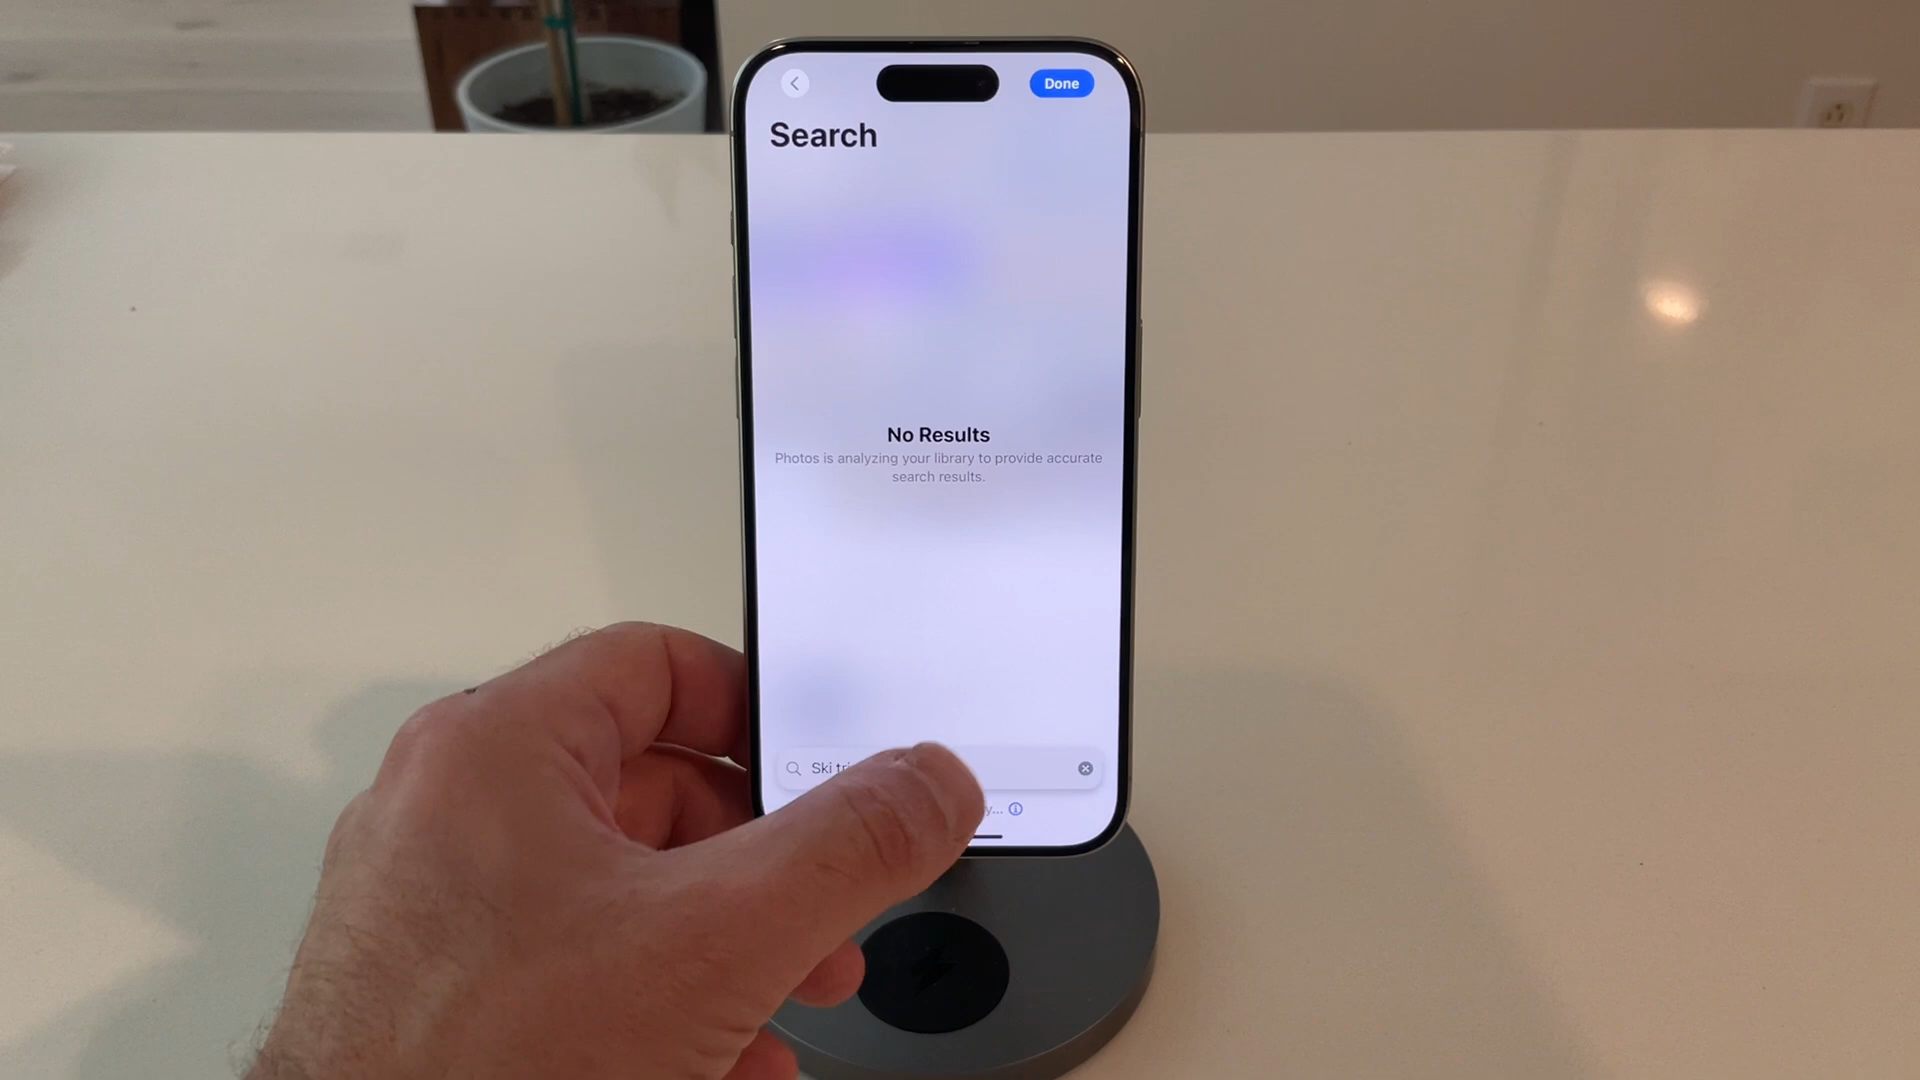 Done
Search
No Results
Photos is analyzing your library to provide accurate
search results.
Ski